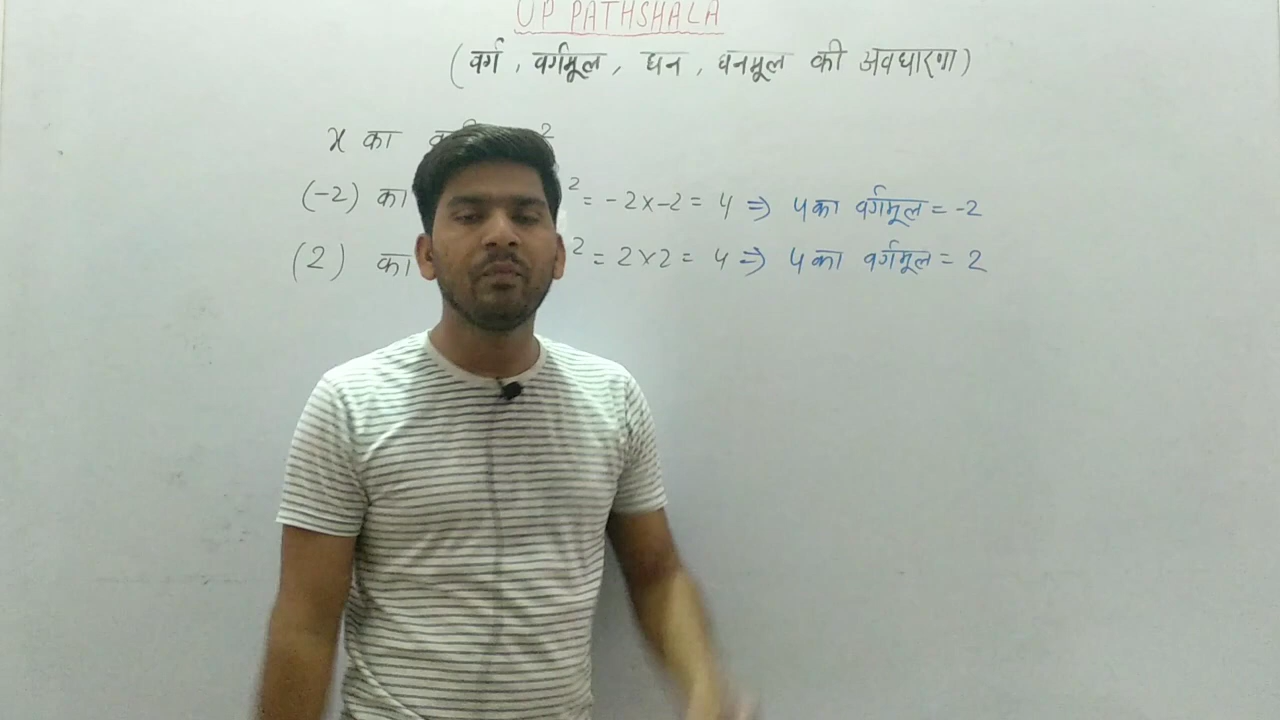 UP PATHSHALA
(वर्ग, वर्गमूल, घन, घनमूल की अवधारणा)
x का 2
(-2) का 2 = -2x-2 = 4 ⇒ 4 का वर्गमूल = -2
(2) का 2 = 2x2 = 4 ⇒ 4 का वर्गमूल = 2